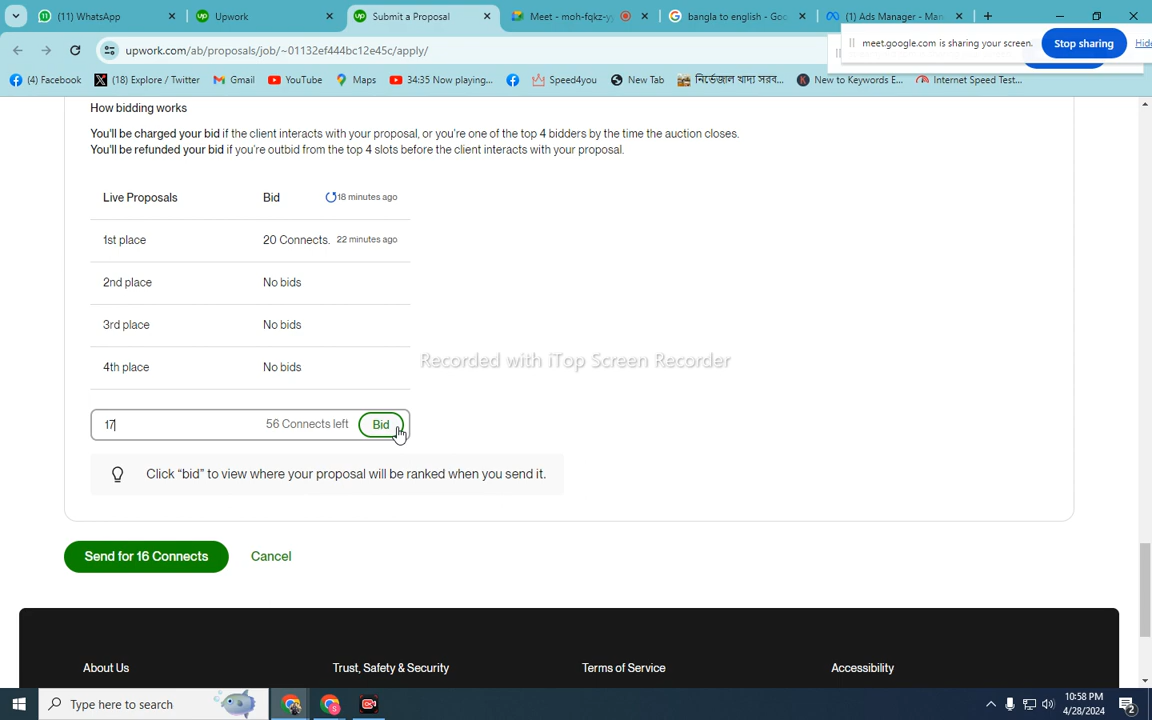 (11) WhatsApp
Upwork
Submit a Proposal
Meet - moh-fqkz-y
bangla to english - Go
(1) Ads Manager - Man
upwork.com/ab/proposals/job/~01132ef444bc12e45c/apply/
meet.google.com is sharing your screen.
Stop sharing
Hide
(4) Facebook
(18) Explore / Twitter
Gmail
YouTube
Maps
34:35 Now playing...
Speed4you
New Tab
নির্ভেজাল খাদ্য সরব...
New to Keywords E...
Internet Speed Test...
How bidding works
You'll be charged your bid if the client interacts with your proposal, or you're one of the top 4 bidders by the time the auction closes.
You'll be refunded your bid if you're outbid from the top 4 slots before the client interacts with your proposal.
Live Proposals Bid 18 minutes ago
1st place 20 Connects. 22 minutes ago
2nd place No bids
3rd place No bids
4th place No bids
Recorded with iTop Screen Recorder
17 56 Connects left Bid
Click “bid” to view where your proposal will be ranked when you send it.
Send for 16 Connects Cancel
About Us Trust, Safety & Security Terms of Service Accessibility
Type here to search
10:58 PM
4/28/2024
2